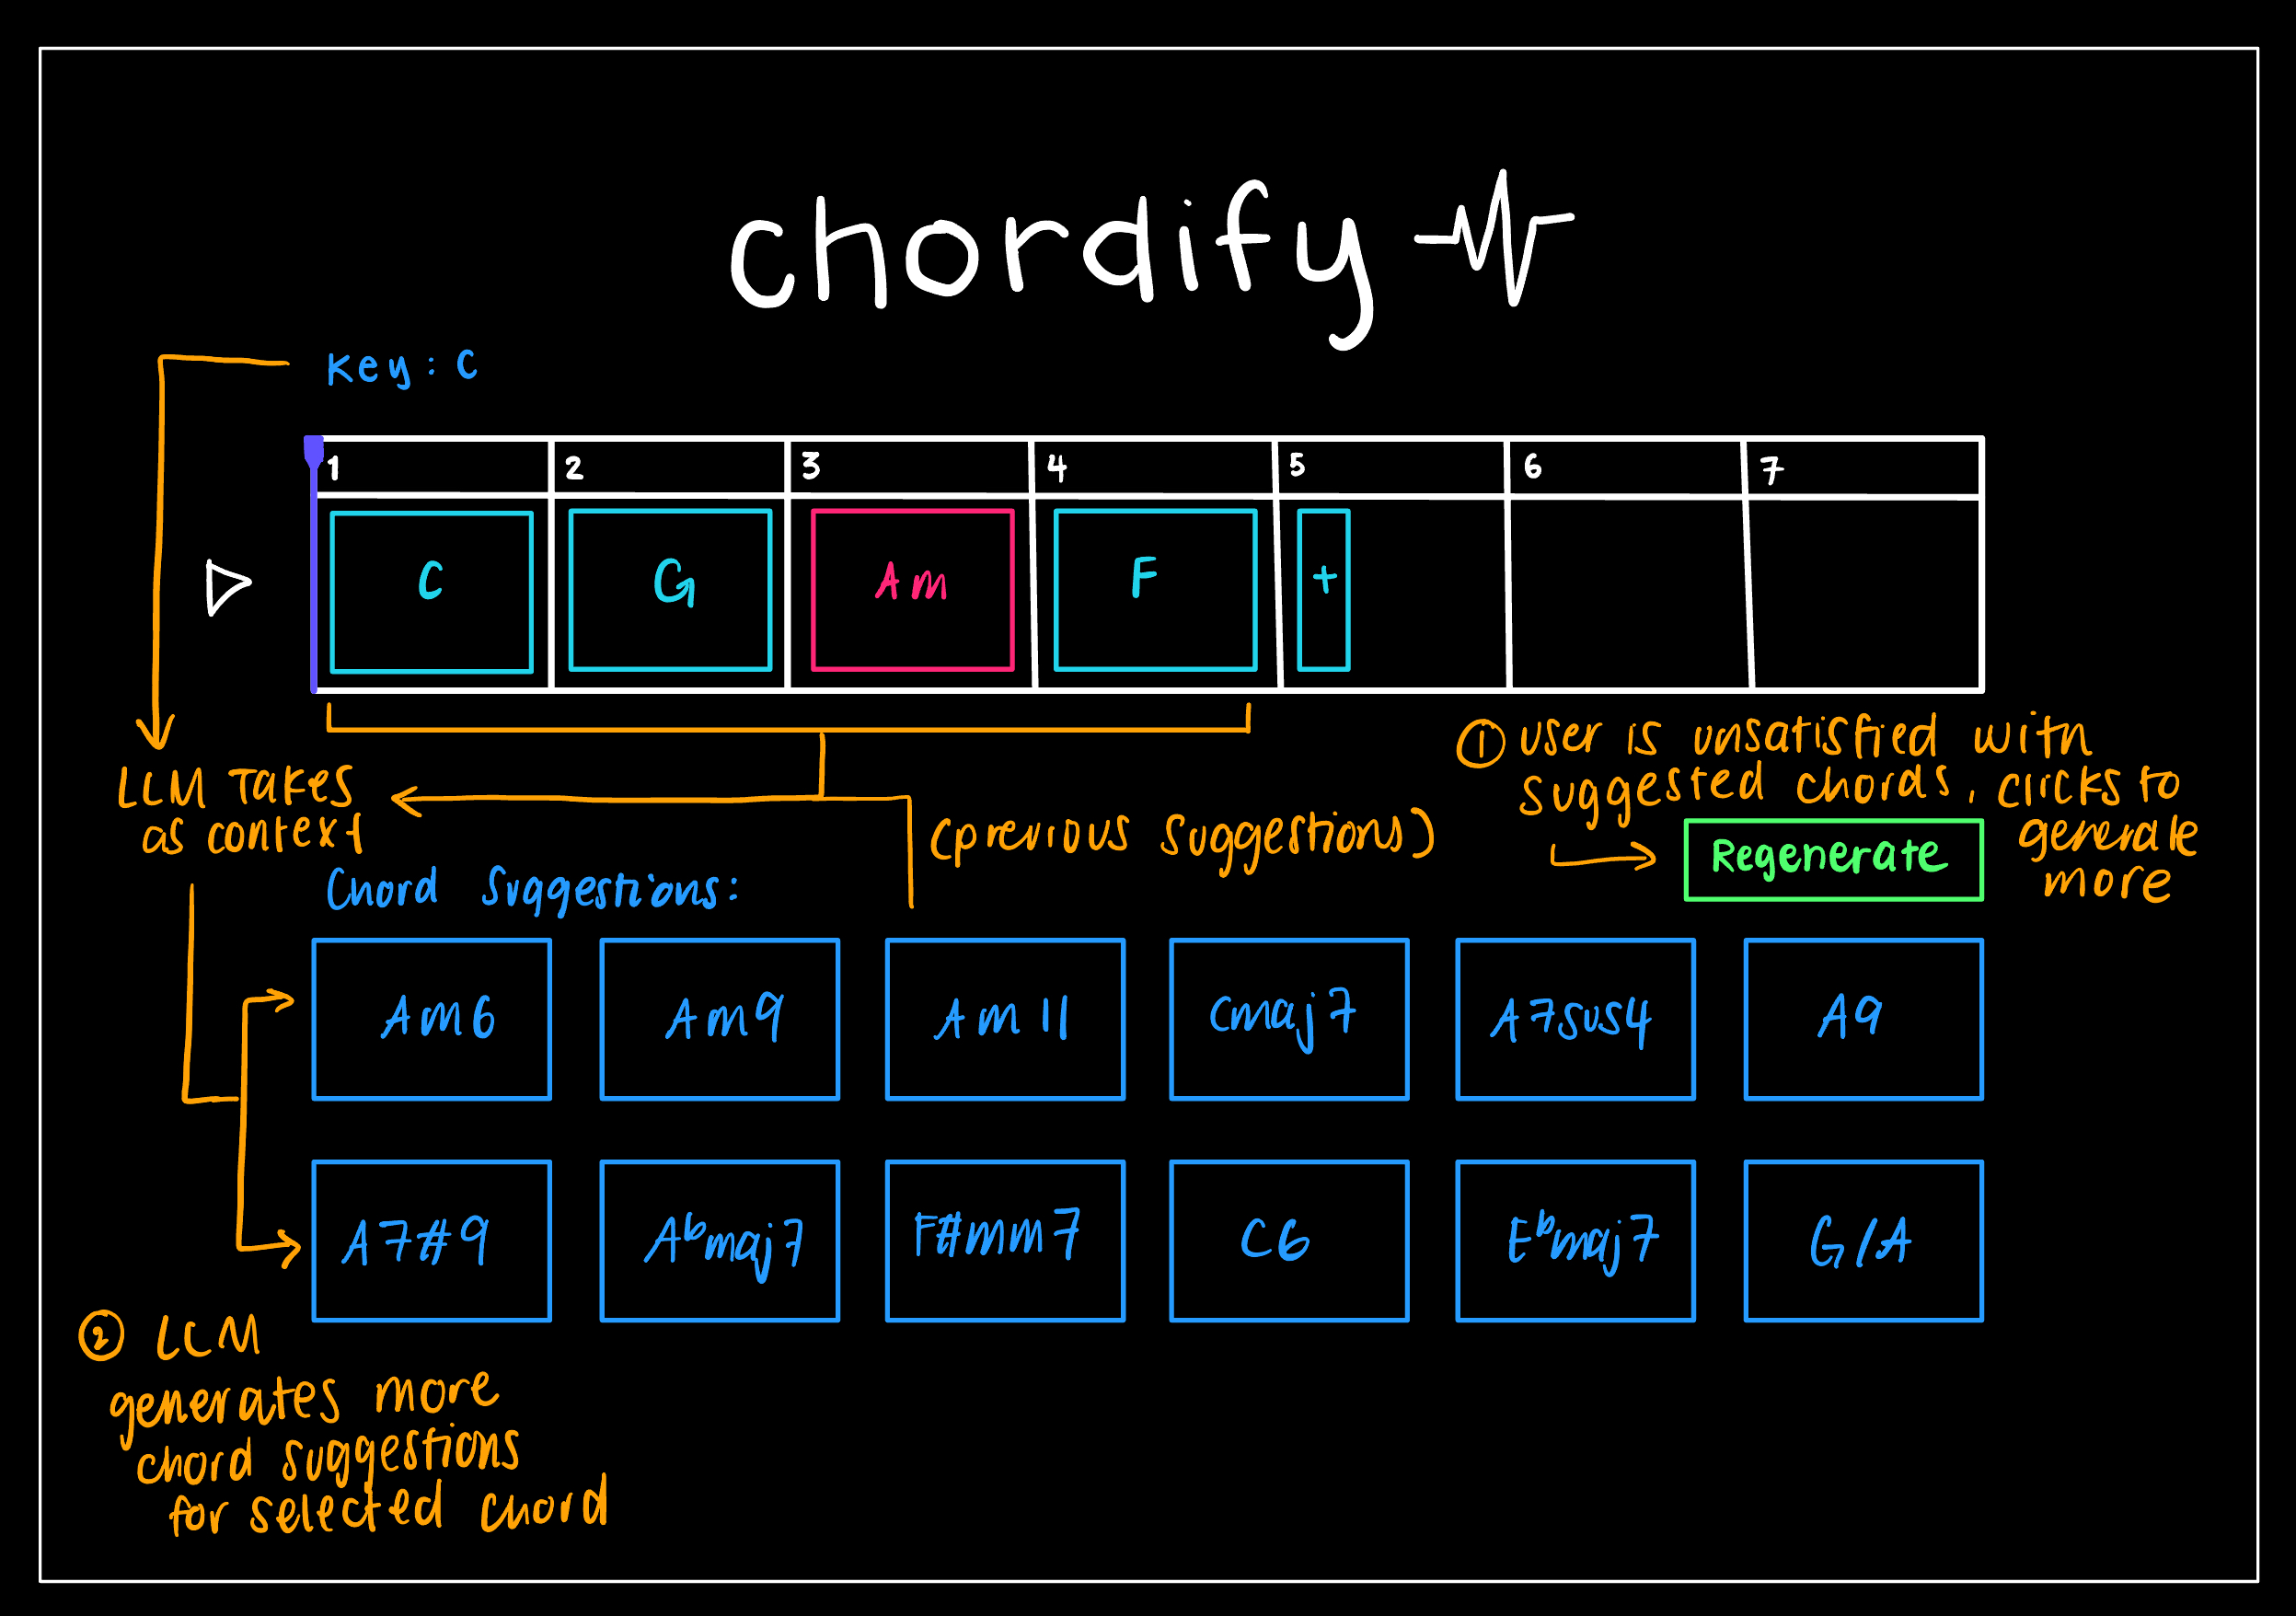 chordify
Key: C
1 2 3 4 5 6 7
C G Am F +
① user is unsatisfied with
suggested chords, clicks to
generate
more
Regenerate
LLM Takes
as context
(previous suggestions)
Chord Suggestions:
Am6 Am9 Am11 Cmaj7 A7sus4 A9
A7#9 A♭maj7 F#mm7 C6 E♭maj7 G/A
② LLM
generates more
chord suggestions
for selected chord